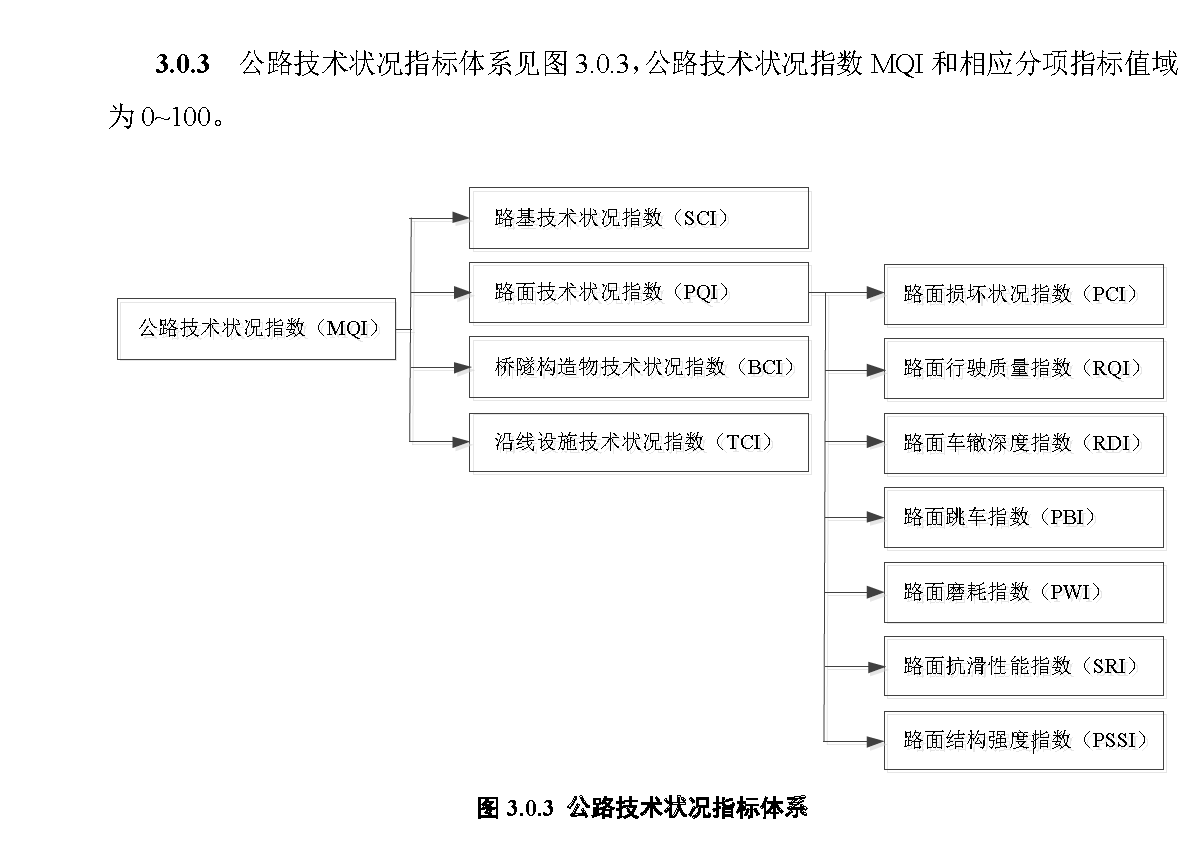 3.0.3 公路技术状况指标体系见图3.0.3，公路技术状况指数 MQI 和相应分项指标值域
为 0~100。
公路技术状况指数（MQI）
路基技术状况指数（SCI）
路面技术状况指数（PQI）
桥隧构造物技术状况指数（BCI）
沿线设施技术状况指数（TCI）
路面损坏状况指数（PCI）
路面行驶质量指数（RQI）
路面车辙深度指数（RDI）
路面跳车指数（PBI）
路面磨耗指数（PWI）
路面抗滑性能指数（SRI）
路面结构强度指数（PSSI）
图 3.0.3 公路技术状况指标体系